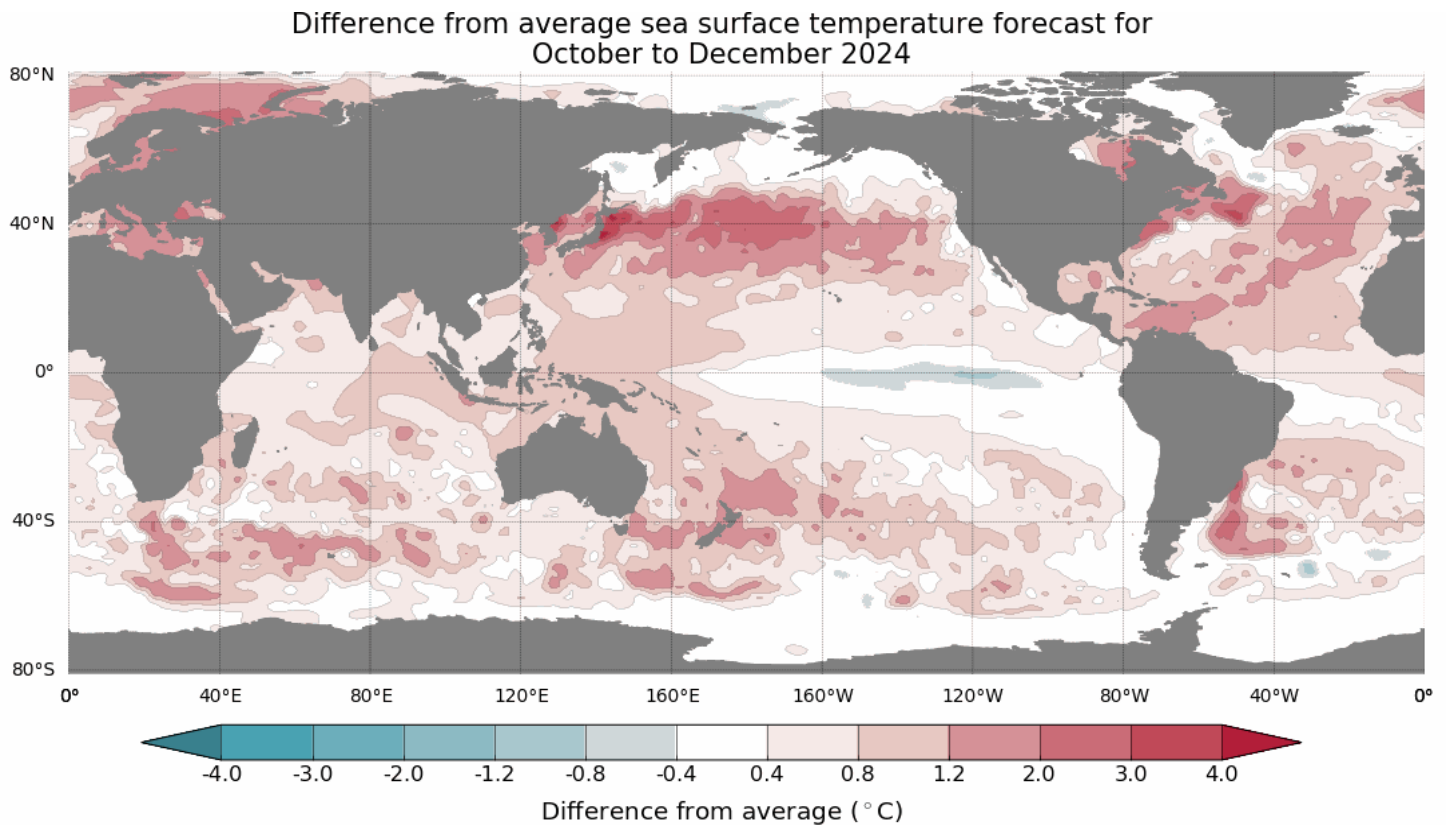 Difference from average sea surface temperature forecast for
October to December 2024
80°N
40°N
0°
40°S
80°S
0° 40°E 80°E 120°E 160°E 160°W 120°W 80°W 40°W 0°
-4.0 -3.0 -2.0 -1.2 -0.8 -0.4 0.4 0.8 1.2 2.0 3.0 4.0
Difference from average (°C)